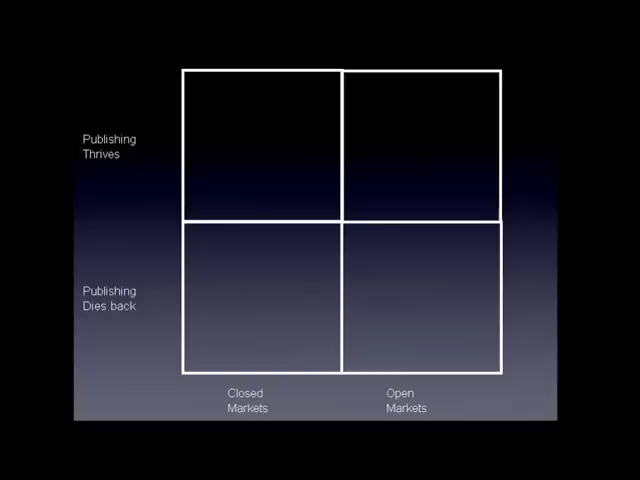 Publishing
Thrives
Publishing
Dies back
Closed
Markets
Open
Markets